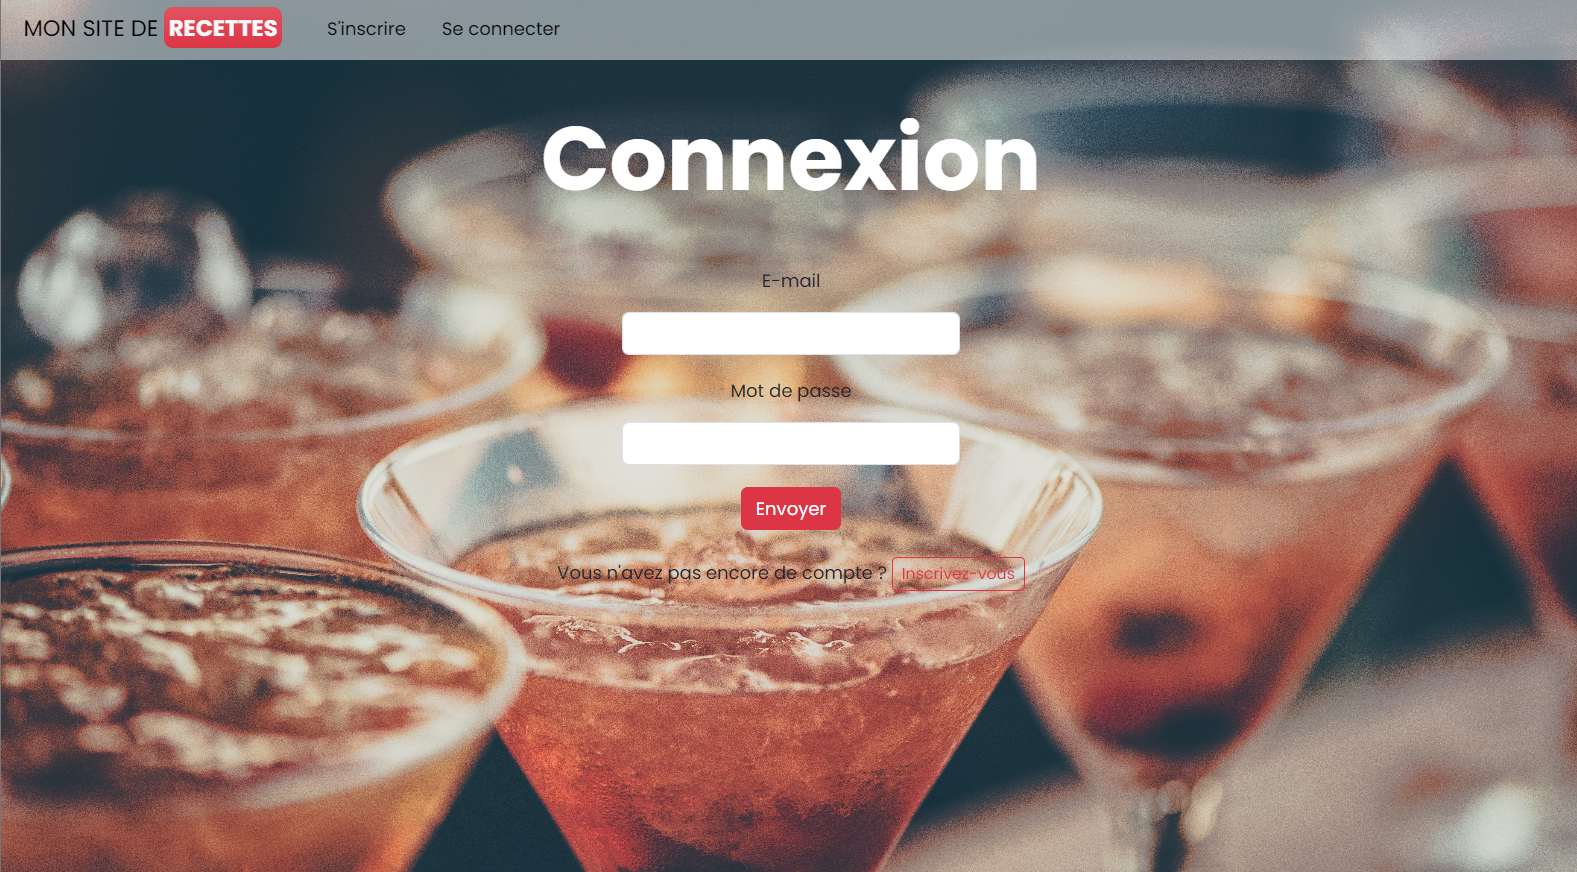 MON SITE DE RECETTES S'inscrire Se connecter
Connexion
E-mail
Mot de passe
Envoyer
Vous n'avez pas encore de compte ? Inscrivez-vous